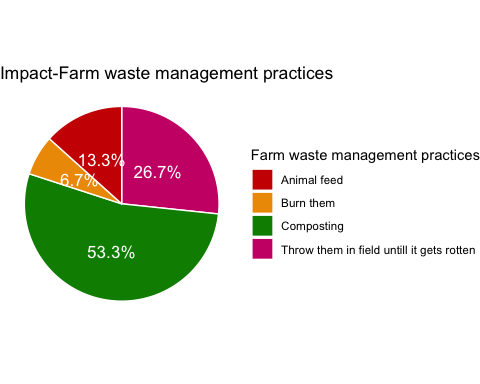 Impact-Farm waste management practices
13.3%
26.7%
6.7%
53.3%
Farm waste management practices
Animal feed
Burn them
Composting
Throw them in field untill it gets rotten